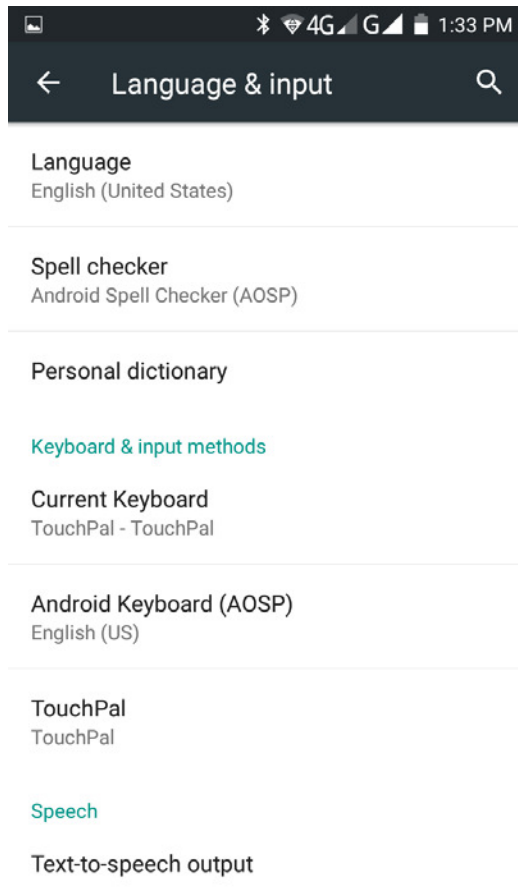 4G G 1:33 PM
Language & input
Language
English (United States)
Spell checker
Android Spell Checker (AOSP)
Personal dictionary
Keyboard & input methods
Current Keyboard
TouchPal - TouchPal
Android Keyboard (AOSP)
English (US)
TouchPal
TouchPal
Speech
Text-to-speech output